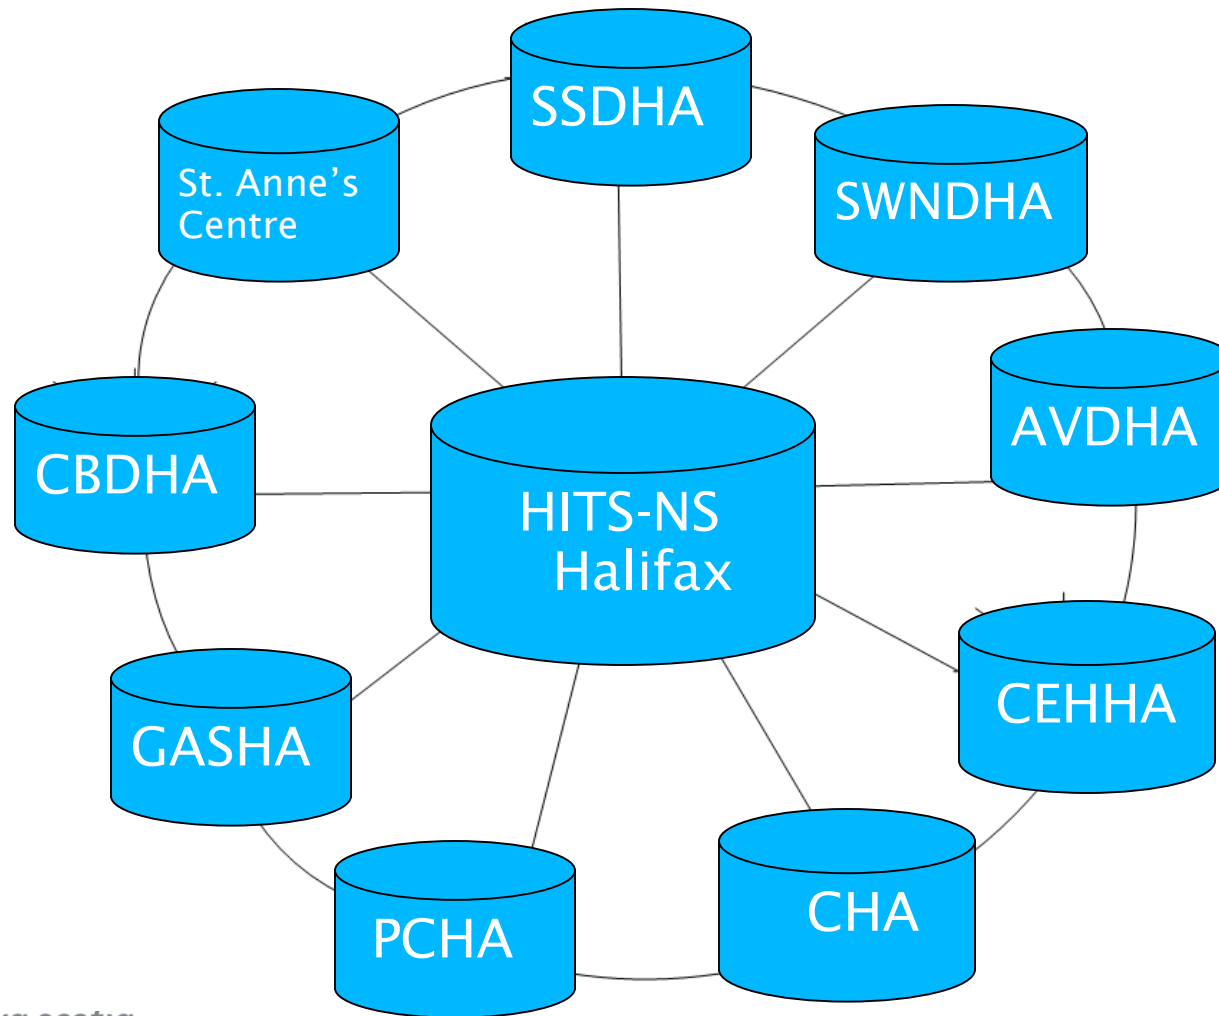 SSDHA
St. Anne’s
Centre
SWNDHA
AVDHA
CBDHA
HITS-NS
Halifax
CEHHA
GASHA
CHA
PCHA